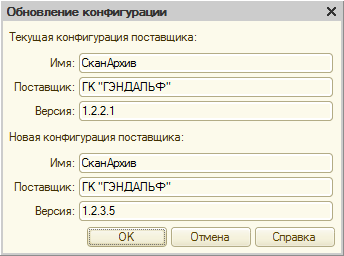 Обновление конфигурации
Текущая конфигурация поставщика:
Имя: СканАрхив
Поставщик: ГК "ГЭНДАЛЬФ"
Версия: 1.2.2.1
Новая конфигурация поставщика:
Имя: СканАрхив
Поставщик: ГК "ГЭНДАЛЬФ"
Версия: 1.2.3.5
OK Отмена Справка